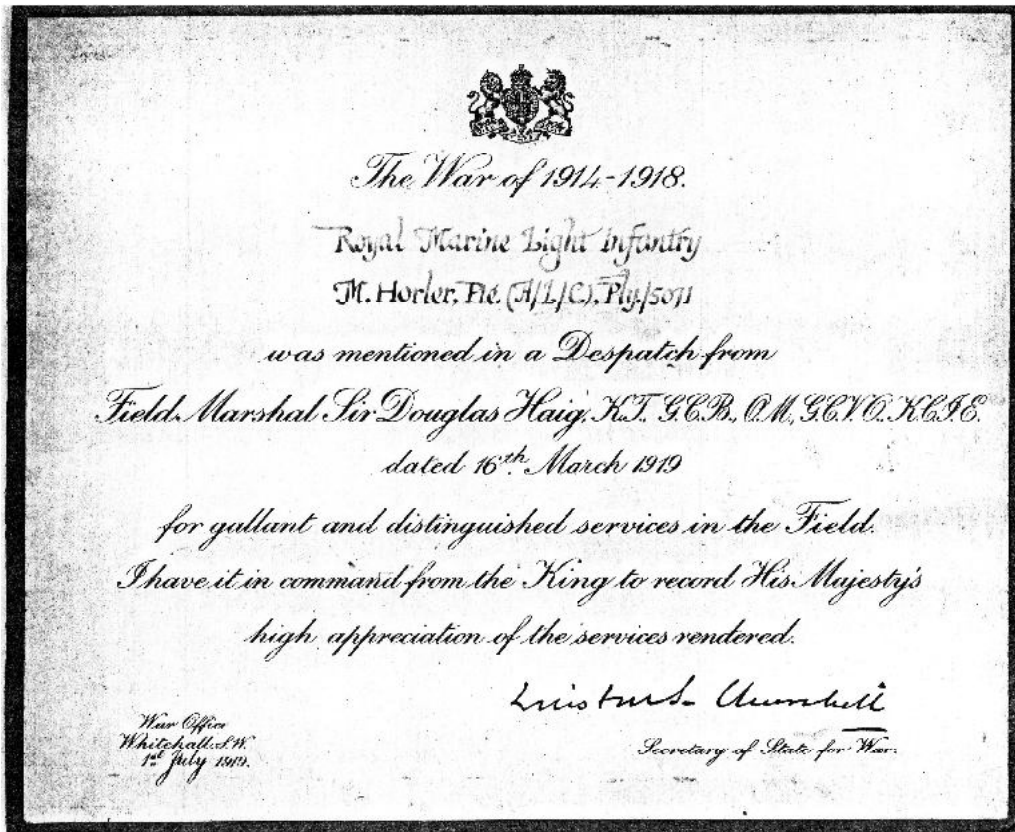 The War of 1914-1918.
Royal Marine Light Infantry
M. Horler, Pte. (A/L/C), Ply/5071
was mentioned in a Despatch from
Field Marshal Sir Douglas Haig, K.T. G.C.B. O.M. G.C.V.O. K.C.I.E.
dated 16th March 1919
for gallant and distinguished services in the Field.
I have it in command from the King to record His Majesty's
high appreciation of the services rendered.
Winston S. Churchill
War Office
Whitehall. S.W.
1st July 1919.
Secretary of State for War.